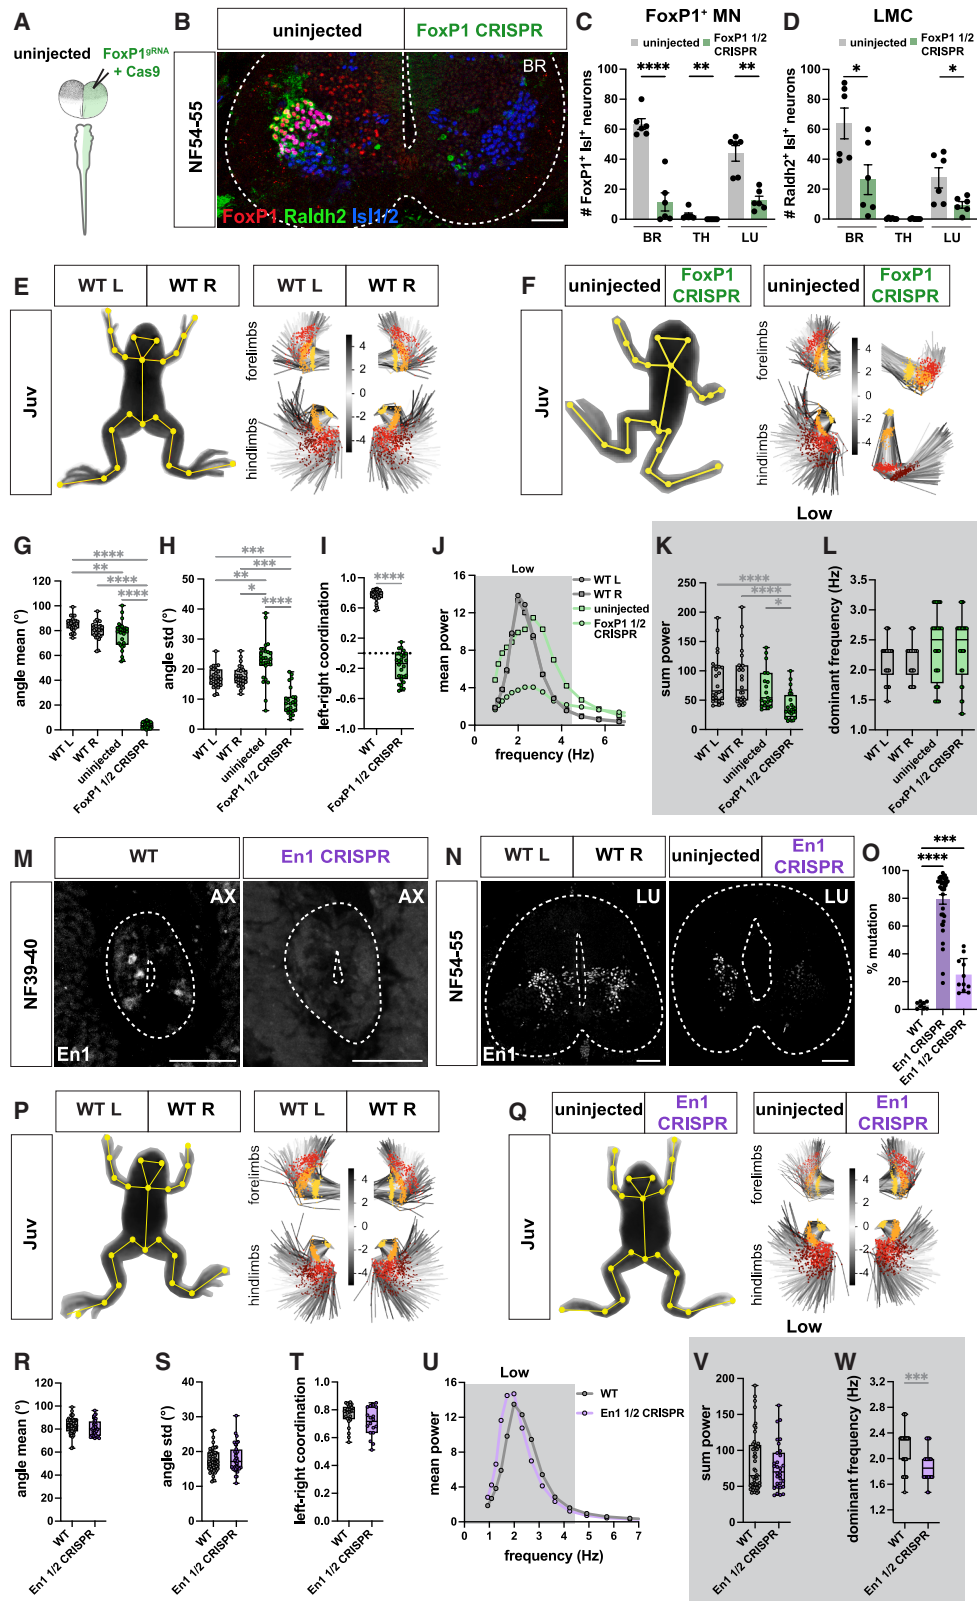 A
uninjected
FoxP1gRNA
+ Cas9
B
uninjected
FoxP1 CRISPR
NF54-55
BR
FoxP1 Raldh2 Isl1/2
C
FoxP1+ MN
uninjected
FoxP1 1/2
CRISPR
# FoxP1+ Isl+ neurons
100
80
60
40
20
0
****
**
**
BR
TH
LU
D
LMC
uninjected
FoxP1 1/2
CRISPR
# Raldh2+ Isl+ neurons
100
80
60
40
20
0
*
*
BR
TH
LU
E
WT L
WT R
WT L
WT R
Juv
forelimbs
hindlimbs
4
2
0
-2
-4
F
uninjected
FoxP1
CRISPR
uninjected
FoxP1
CRISPR
Juv
forelimbs
hindlimbs
4
2
0
-2
-4
G
angle mean (°)
120
100
80
60
40
20
0
****
**
****
****
WT L
WT R
uninjected
FoxP1 1/2 CRISPR
H
angle std (°)
50
40
30
20
10
0
***
***
**
*
****
WT L
WT R
uninjected
FoxP1 1/2 CRISPR
I
left-right coordination
1.0
0.6
0.2
-0.2
-0.6
-1.0
****
WT
FoxP1 1/2 CRISPR
J
Low
mean power
16
12
8
4
0
0
2
4
6
frequency (Hz)
WT L
WT R
uninjected
FoxP1 1/2
CRISPR
Low
K
sum power
250
200
150
100
50
0
****
****
*
WT L
WT R
uninjected
FoxP1 1/2 CRISPR
L
dominant frequency (Hz)
3.5
3.0
2.5
2.0
1.5
1.0
WT L
WT R
uninjected
FoxP1 1/2 CRISPR
M
WT
En1 CRISPR
NF39-40
AX
AX
En1
N
WT L
WT R
uninjected
En1
CRISPR
NF54-55
LU
LU
En1
O
% mutation
100
80
60
40
20
0
***
****
WT
En1 CRISPR
En1 1/2 CRISPR
P
WT L
WT R
WT L
WT R
Juv
forelimbs
hindlimbs
4
2
0
-2
-4
Q
uninjected
En1
CRISPR
uninjected
En1
CRISPR
Juv
forelimbs
hindlimbs
4
2
0
-2
-4
R
angle mean (°)
120
100
80
60
40
20
0
WT
En1 1/2 CRISPR
S
angle std (°)
40
30
20
10
0
WT
En1 1/2 CRISPR
T
left-right coordination
1.0
0.8
0.6
0.4
0.2
0.0
WT
En1 1/2 CRISPR
U
Low
mean power
16
12
8
4
0
0
1
2
3
4
5
6
7
frequency (Hz)
WT
En1 1/2 CRISPR
Low
V
sum power
200
150
100
50
0
WT
En1 1/2 CRISPR
W
dominant frequency (Hz)
3.2
2.8
2.4
2.0
1.6
1.2
***
WT
En1 1/2 CRISPR